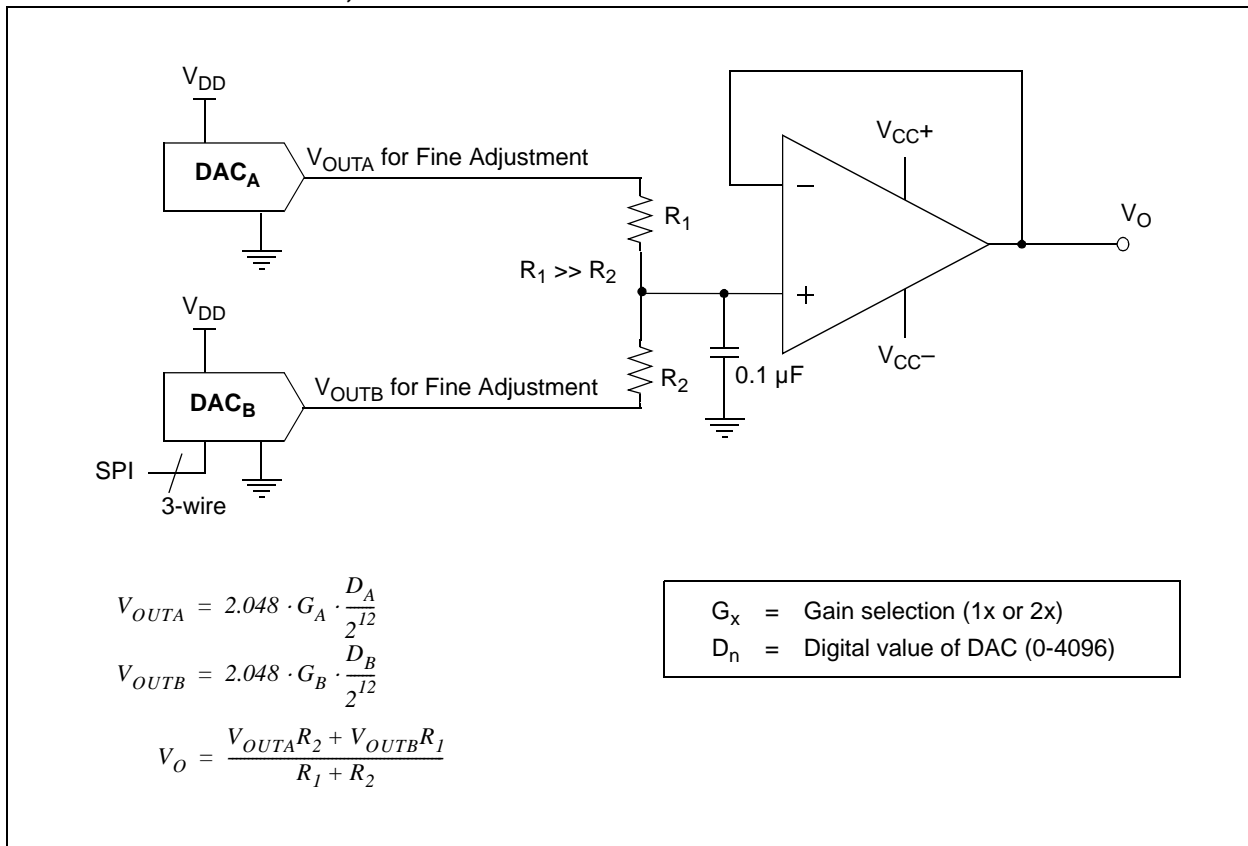 V_DD
DAC_A
V_OUTA for Fine Adjustment
R_1
R_1 >> R_2
V_DD
DAC_B
V_OUTB for Fine Adjustment
R_2
SPI
3-wire
0.1 µF
V_CC+
−
+
V_CC−
V_O
V_OUTA = 2.048 · G_A · D_A/2^12
V_OUTB = 2.048 · G_B · D_B/2^12
V_O = (V_OUTA R_2 + V_OUTB R_1)/(R_1 + R_2)
G_x = Gain selection (1x or 2x)
D_n = Digital value of DAC (0-4096)